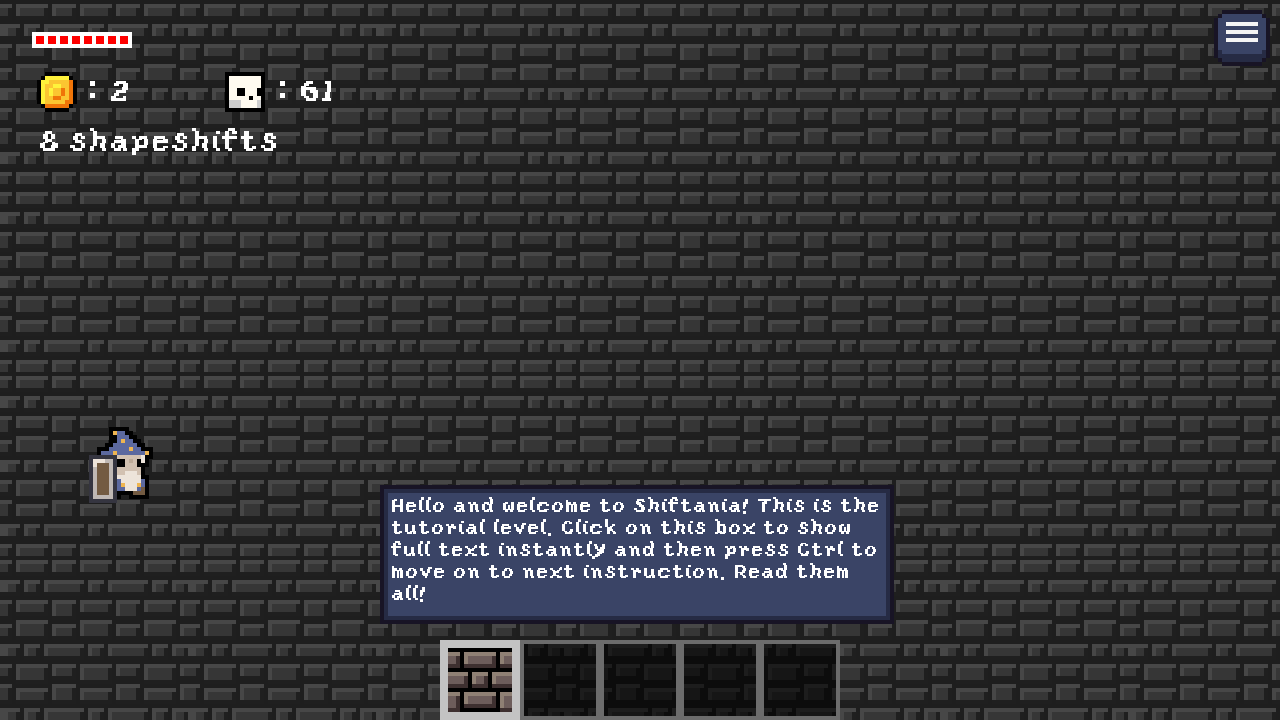 : 2
: 61
8 Shapeshifts
Hello and welcome to Shiftania! This is the
tutorial level. Click on this box to show
full text instantly and then press Ctrl to
move on to next instruction. Read them
all!